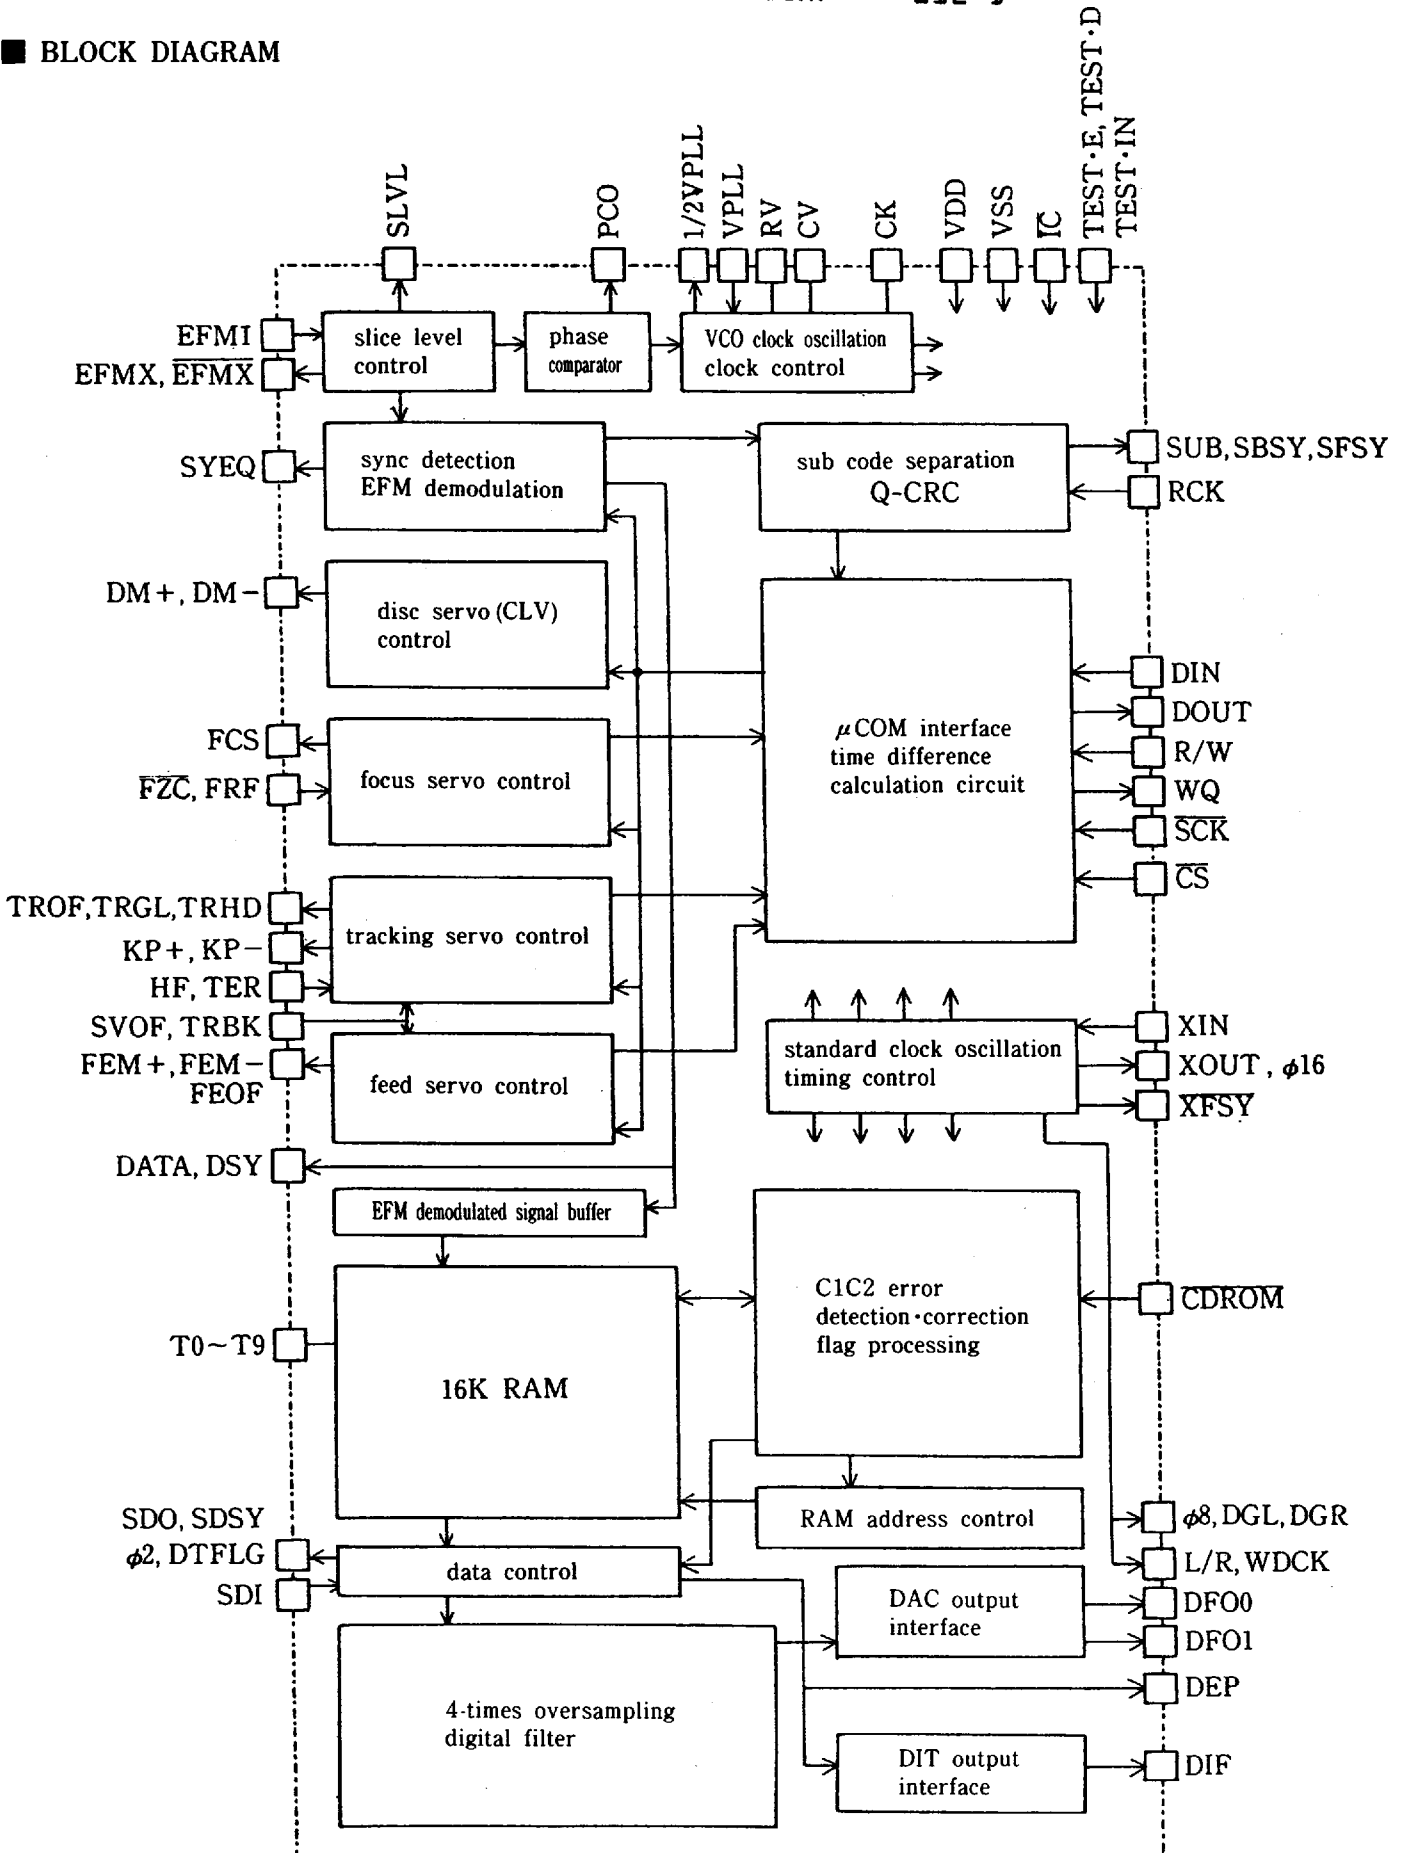 ■ BLOCK DIAGRAM
SLVL
PCO
1/2VPLL
VPLL
RV
CV
CK
VDD
VSS
IC
TEST·E, TEST·D
TEST·IN
EFMI
EFMX, E̅F̅M̅X̅
slice level
control
phase
comparator
VCO clock oscillation
clock control
SYEQ
sync detection
EFM demodulation
sub code separation
Q-CRC
SUB, SBSY, SFSY
RCK
DM+, DM−
disc servo (CLV)
control
FCS
F̅Z̅C̅, FRF
focus servo control
μCOM interface
time difference
calculation circuit
DIN
DOUT
R/W
WQ
S̅C̅K̅
C̅S̅
TROF, TRGL, TRHD
KP+, KP−
HF, TER
tracking servo control
SVOF, TRBK
FEM+, FEM−
FEOF
feed servo control
standard clock oscillation
timing control
XIN
XOUT, ϕ16
X̅F̅S̅Y̅
DATA, DSY
EFM demodulated signal buffer
C1C2 error
detection·correction
flag processing
C̅D̅R̅O̅M̅
T0~T9
16K RAM
RAM address control
SDO, SDSY
ϕ2, DTFLG
SDI
data control
ϕ8, DGL, DGR
L/R, WDCK
DAC output
interface
DFO0
DFO1
DEP
4-times oversampling
digital filter
DIT output
interface
DIF